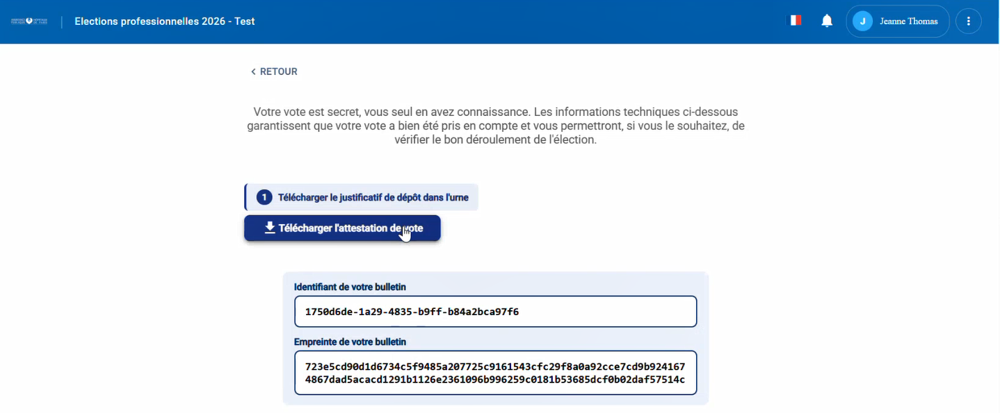 Elections professionnelles 2026 - Test
J
Jeanne Thomas
< RETOUR
Votre vote est secret, vous seul en avez connaissance. Les informations techniques ci-dessous
garantissent que votre vote a bien été pris en compte et vous permettront, si vous le souhaitez, de
vérifier le bon déroulement de l'élection.
1 Télécharger le justificatif de dépôt dans l'urne
Télécharger l'attestation de vote
Identifiant de votre bulletin
1750d6de-1a29-4835-b9ff-b84a2bca97f6
Empreinte de votre bulletin
723e5cd90d1d6734c5f9485a207725c9161543cfc29f8a0a92cce7cd9b924167
4867dad5acacd1291b1126e2361096b996259c0181b53685dcf0b02daf57514c